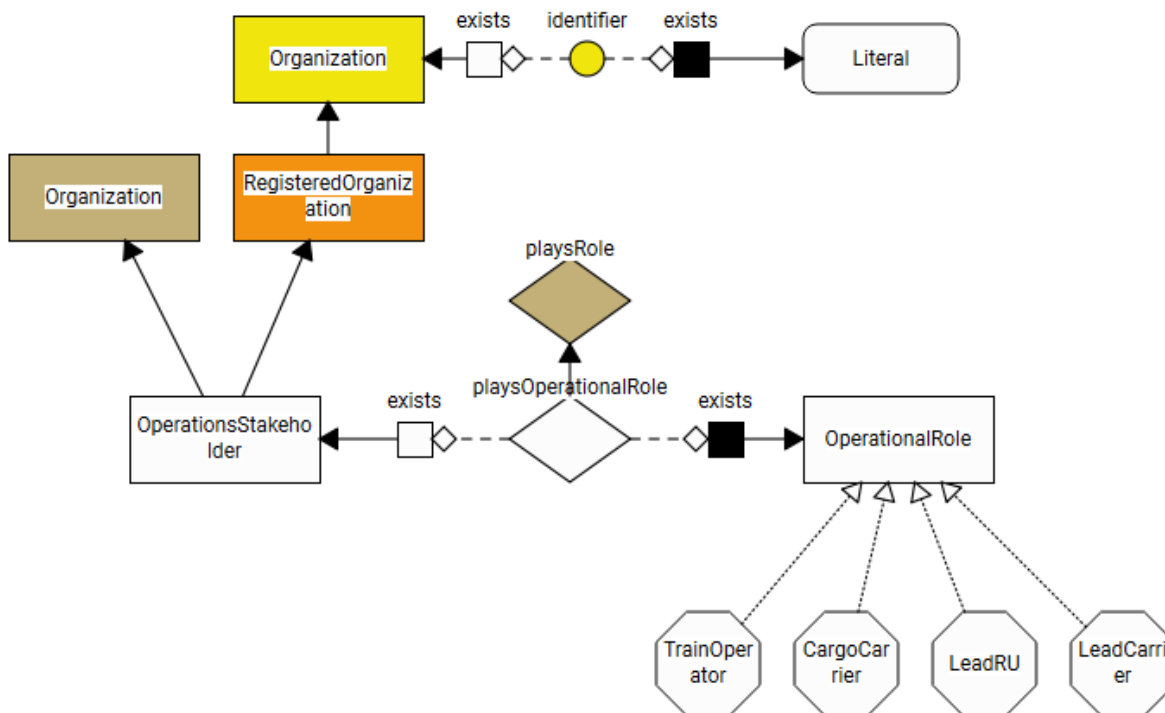 exists identifier exists
Organization
Literal
Organization
RegisteredOrganiz
ation
playsRole
playsOperationalRole
exists
exists
OperationsStakeho
lder
OperationalRole
TrainOper
ator
CargoCar
rier
LeadRU
LeadCarri
er